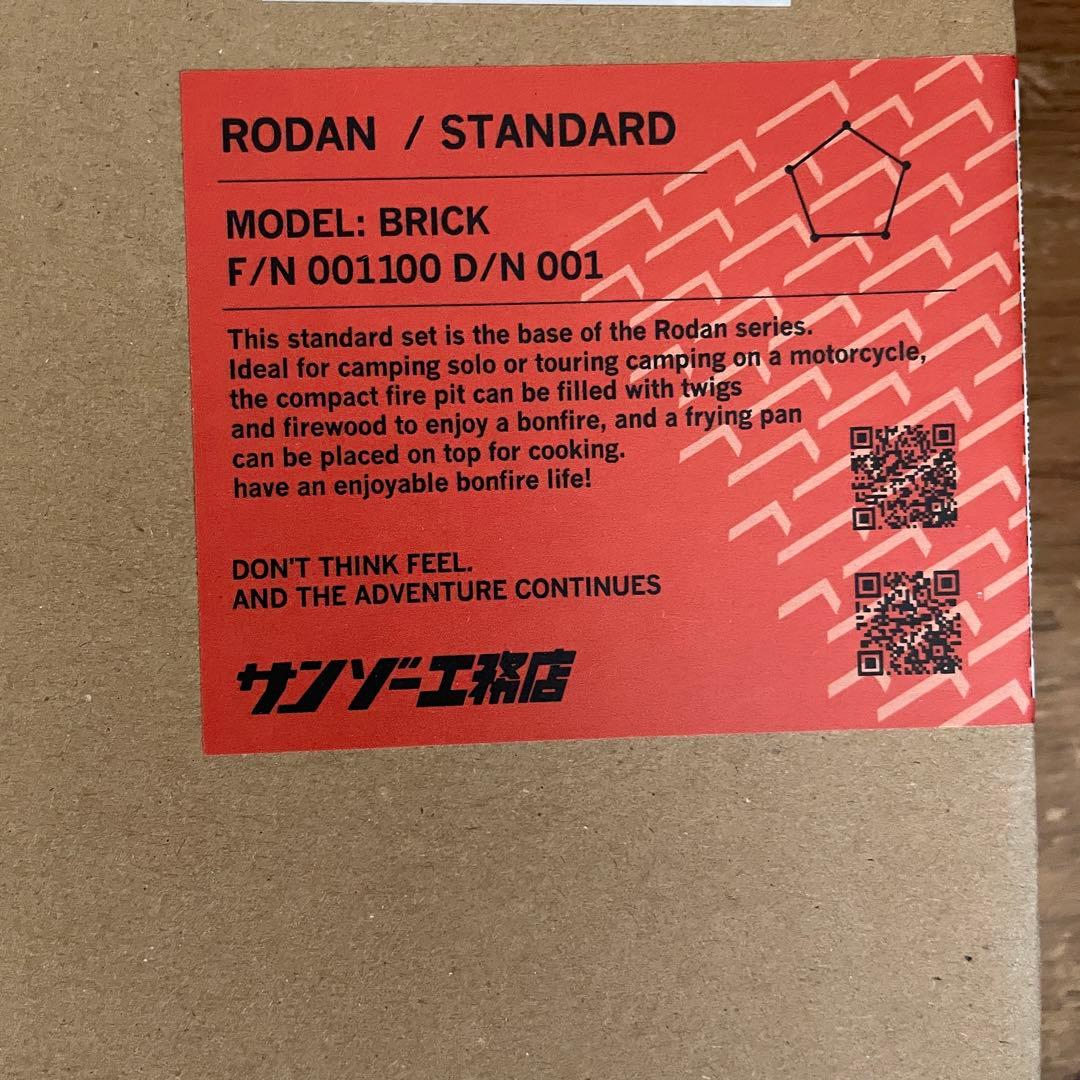 RODAN / STANDARD
MODEL: BRICK
F/N 001100 D/N 001
This standard set is the base of the Rodan series.
Ideal for camping solo or touring camping on a motorcycle,
the compact fire pit can be filled with twigs
and firewood to enjoy a bonfire, and a frying pan
can be placed on top for cooking.
have an enjoyable bonfire life!
DON'T THINK FEEL.
AND THE ADVENTURE CONTINUES
サンゾー工務店